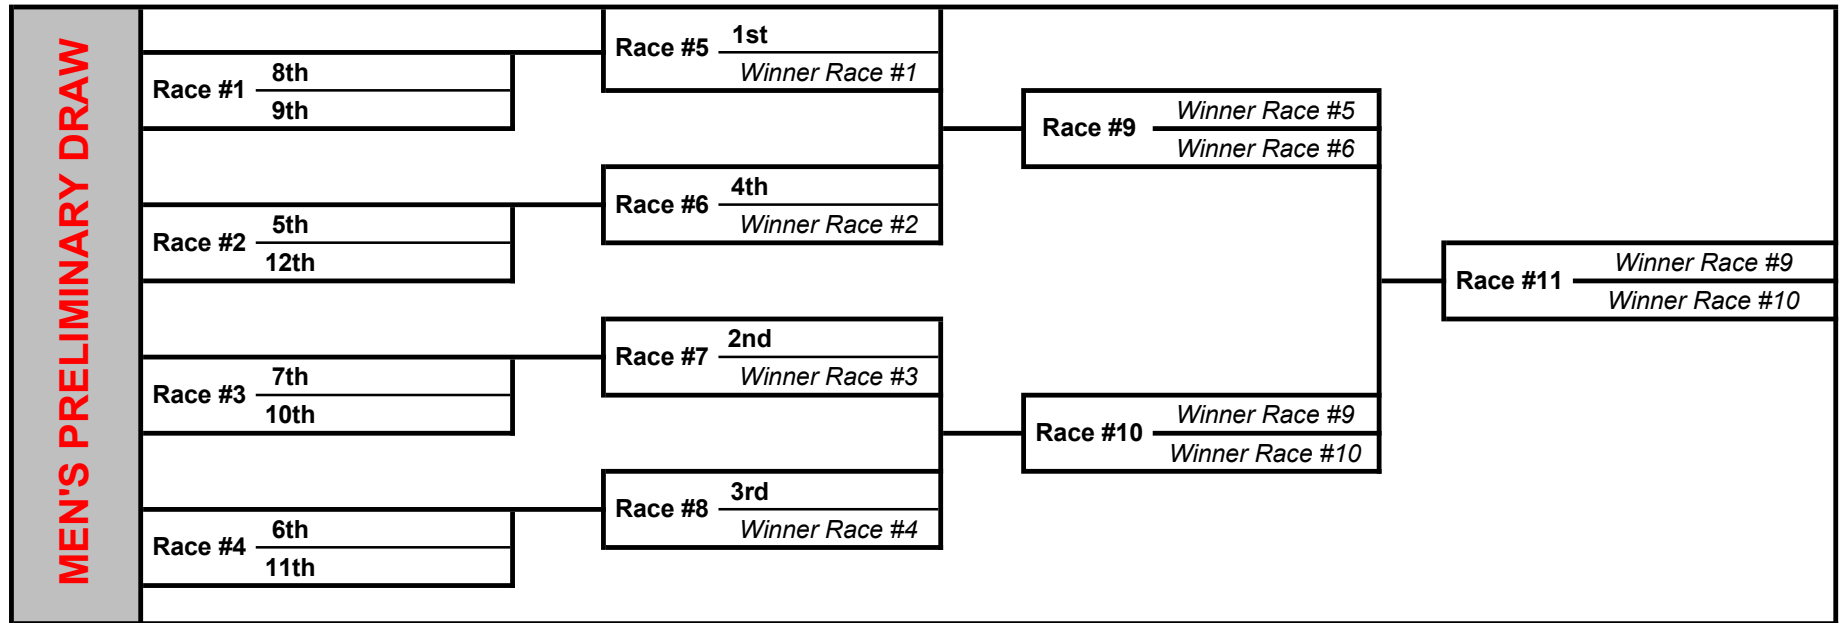 MEN'S PRELIMINARY DRAW
Race #1
8th
9th
Race #2
5th
12th
Race #3
7th
10th
Race #4
6th
11th
Race #5
1st
Winner Race #1
Race #6
4th
Winner Race #2
Race #7
2nd
Winner Race #3
Race #8
3rd
Winner Race #4
Race #9
Winner Race #5
Winner Race #6
Race #10
Winner Race #9
Winner Race #10
Race #11
Winner Race #9
Winner Race #10